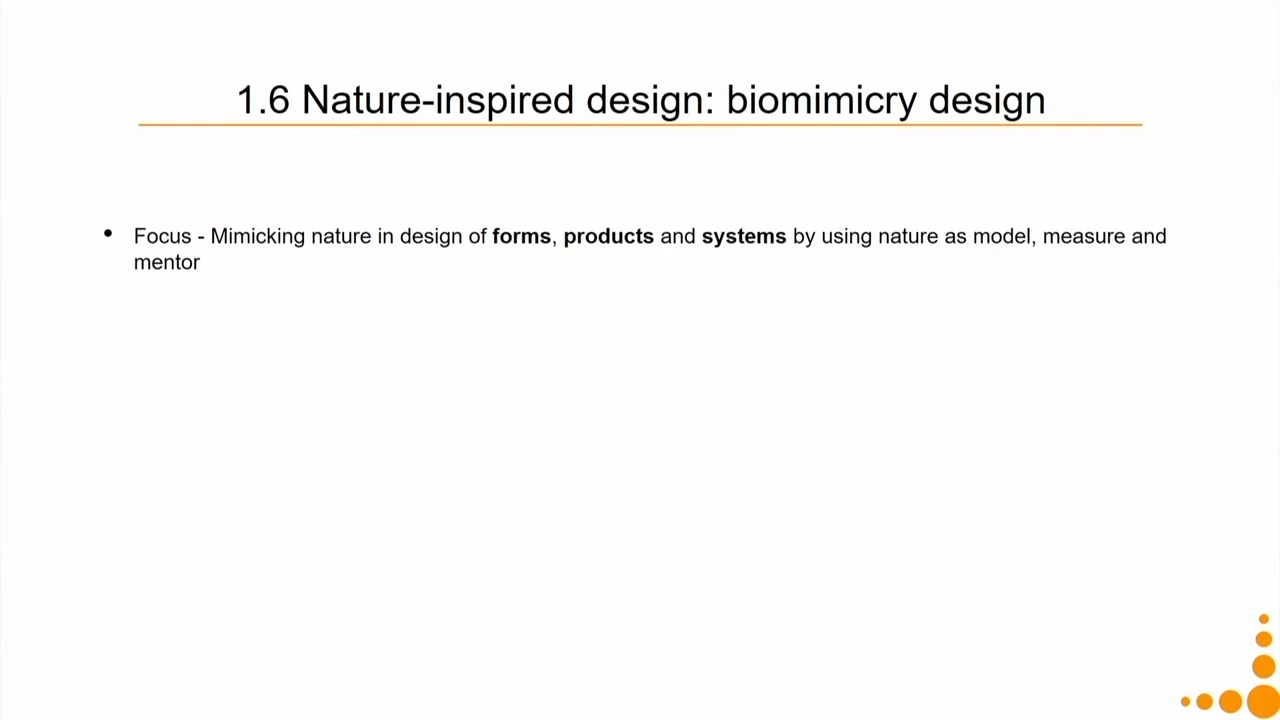 1.6 Nature-inspired design: biomimicry design
• Focus - Mimicking nature in design of forms, products and systems by using nature as model, measure and
mentor